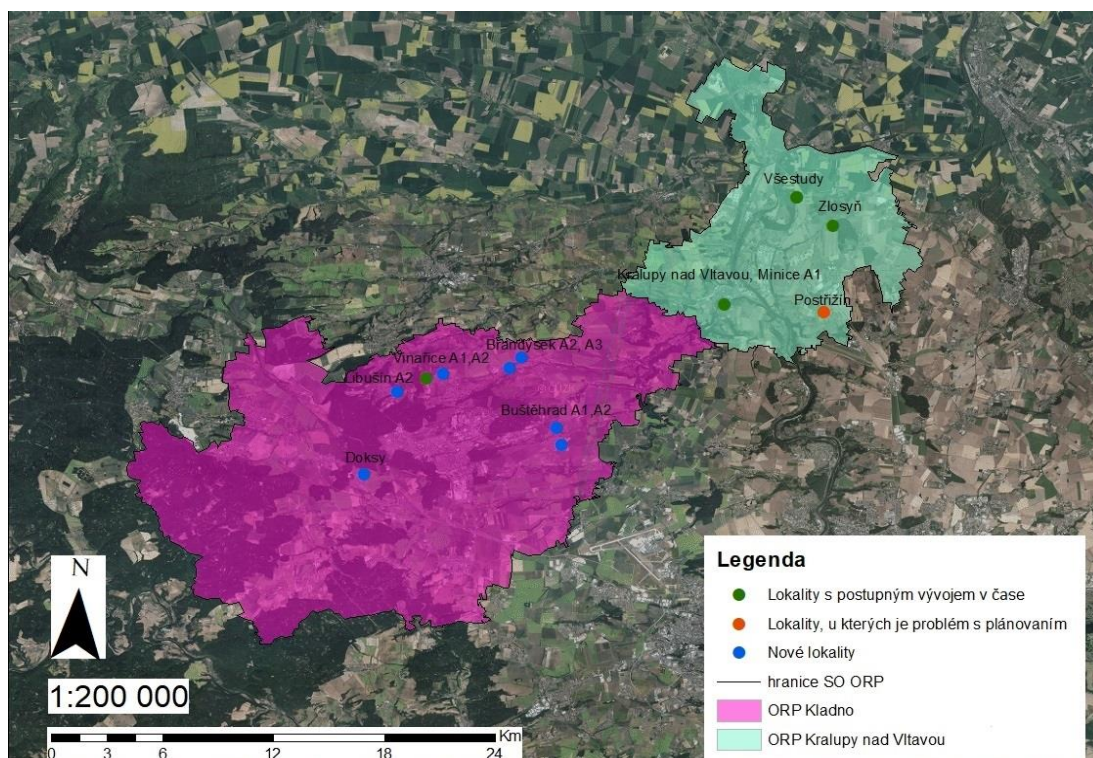 Všestudy
Zlosyň
Kralupy nad Vltavou, Minice A1
Postřižín
Brandýsek A2, A3
Vinařice A1,A2
Libušín A2
Buštěhrad A1,A2
Doksy
N
1:200 000
Km
0 3 6 12 18 24
Legenda
Lokality s postupným vývojem v čase
Lokality, u kterých je problém s plánovaním
Nové lokality
hranice SO ORP
ORP Kladno
ORP Kralupy nad Vltavou